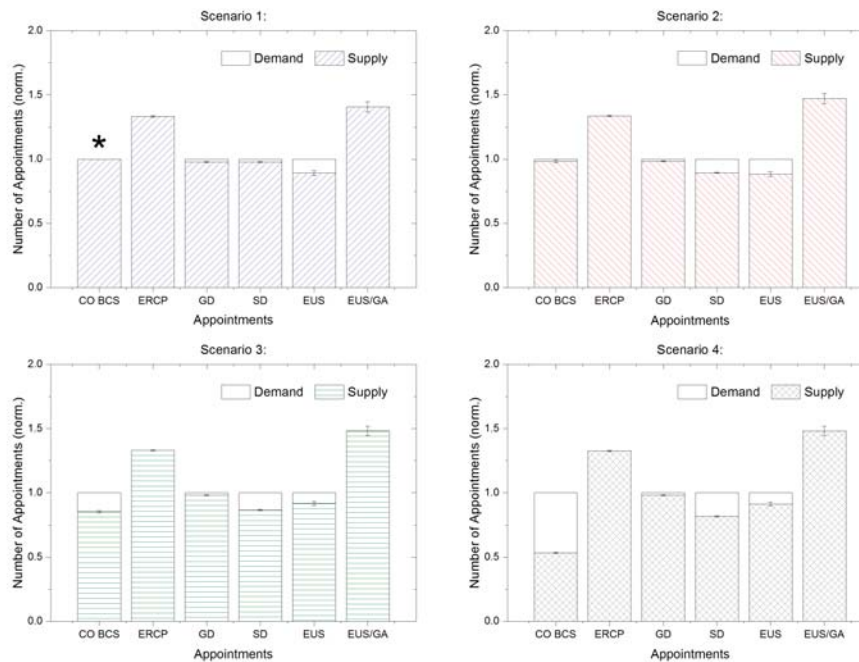 Scenario 1:
Number of Appointments (norm.)
2.0
1.5
1.0
0.5
0.0
Demand Supply
*
CO BCS ERCP GD SD EUS EUS/GA
Appointments
Scenario 2:
Number of Appointments (norm.)
2.0
1.5
1.0
0.5
0.0
Demand Supply
CO BCS ERCP GD SD EUS EUS/GA
Appointments
Scenario 3:
Number of Appointments (norm.)
2.0
1.5
1.0
0.5
0.0
Demand Supply
CO BCS ERCP GD SD EUS EUS/GA
Appointments
Scenario 4:
Number of Appointments (norm.)
2.0
1.5
1.0
0.5
0.0
Demand Supply
CO BCS ERCP GD SD EUS EUS/GA
Appointments